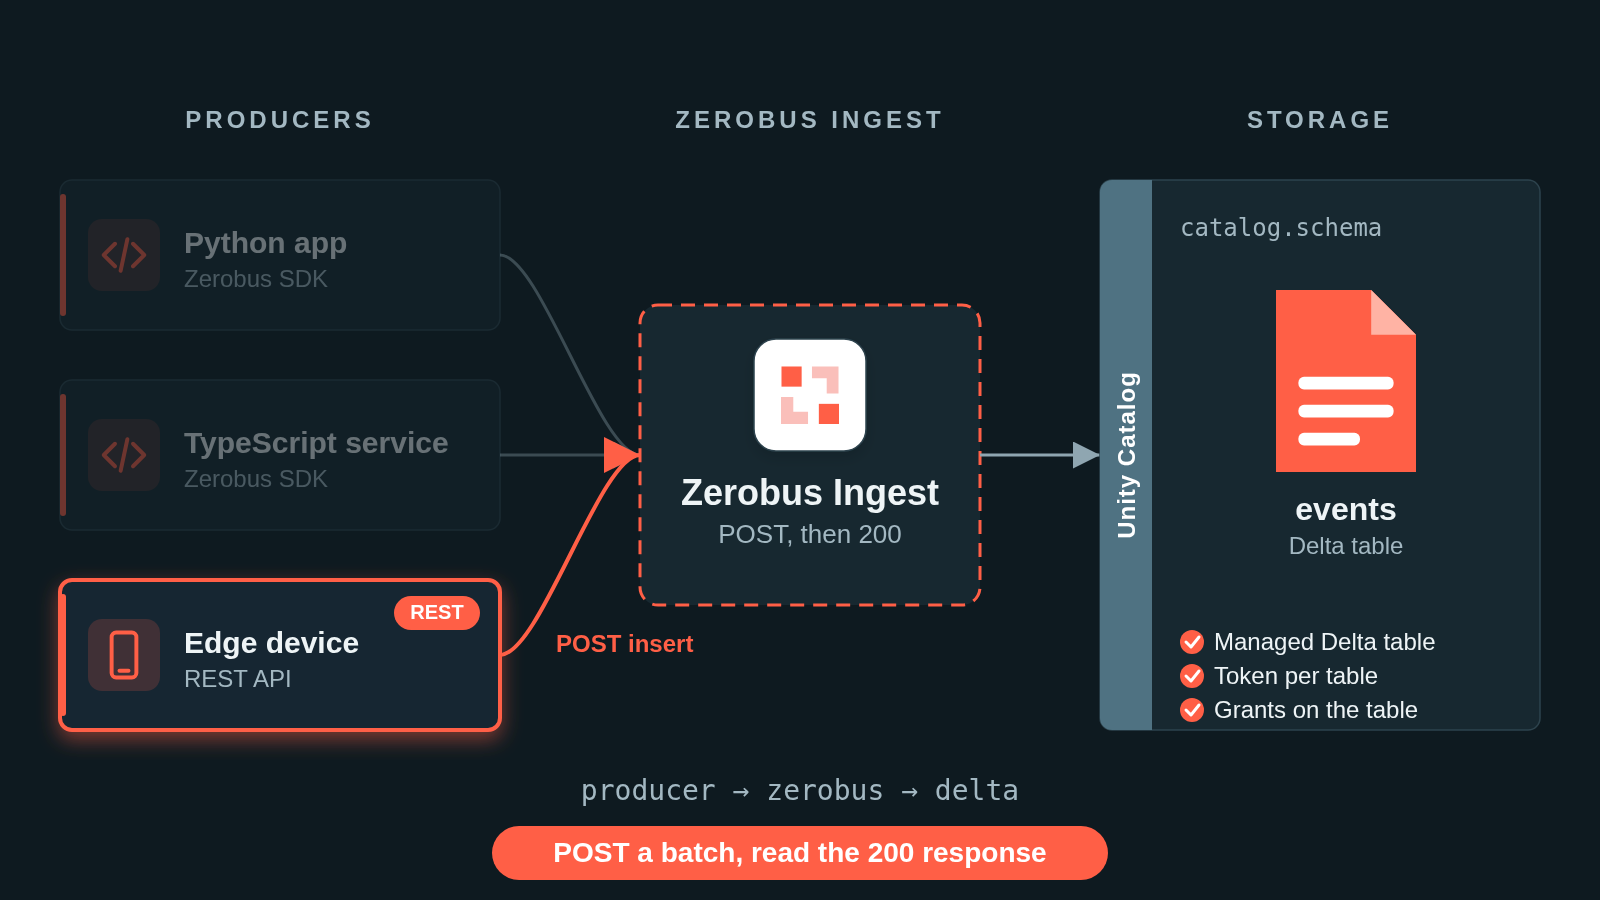 PRODUCERS
ZEROBUS INGEST
STORAGE
Python app
Zerobus SDK
TypeScript service
Zerobus SDK
REST
Edge device
REST API
POST insert
Zerobus Ingest
POST, then 200
Unity Catalog
catalog.schema
events
Delta table
Managed Delta table
Token per table
Grants on the table
producer → zerobus → delta
POST a batch, read the 200 response